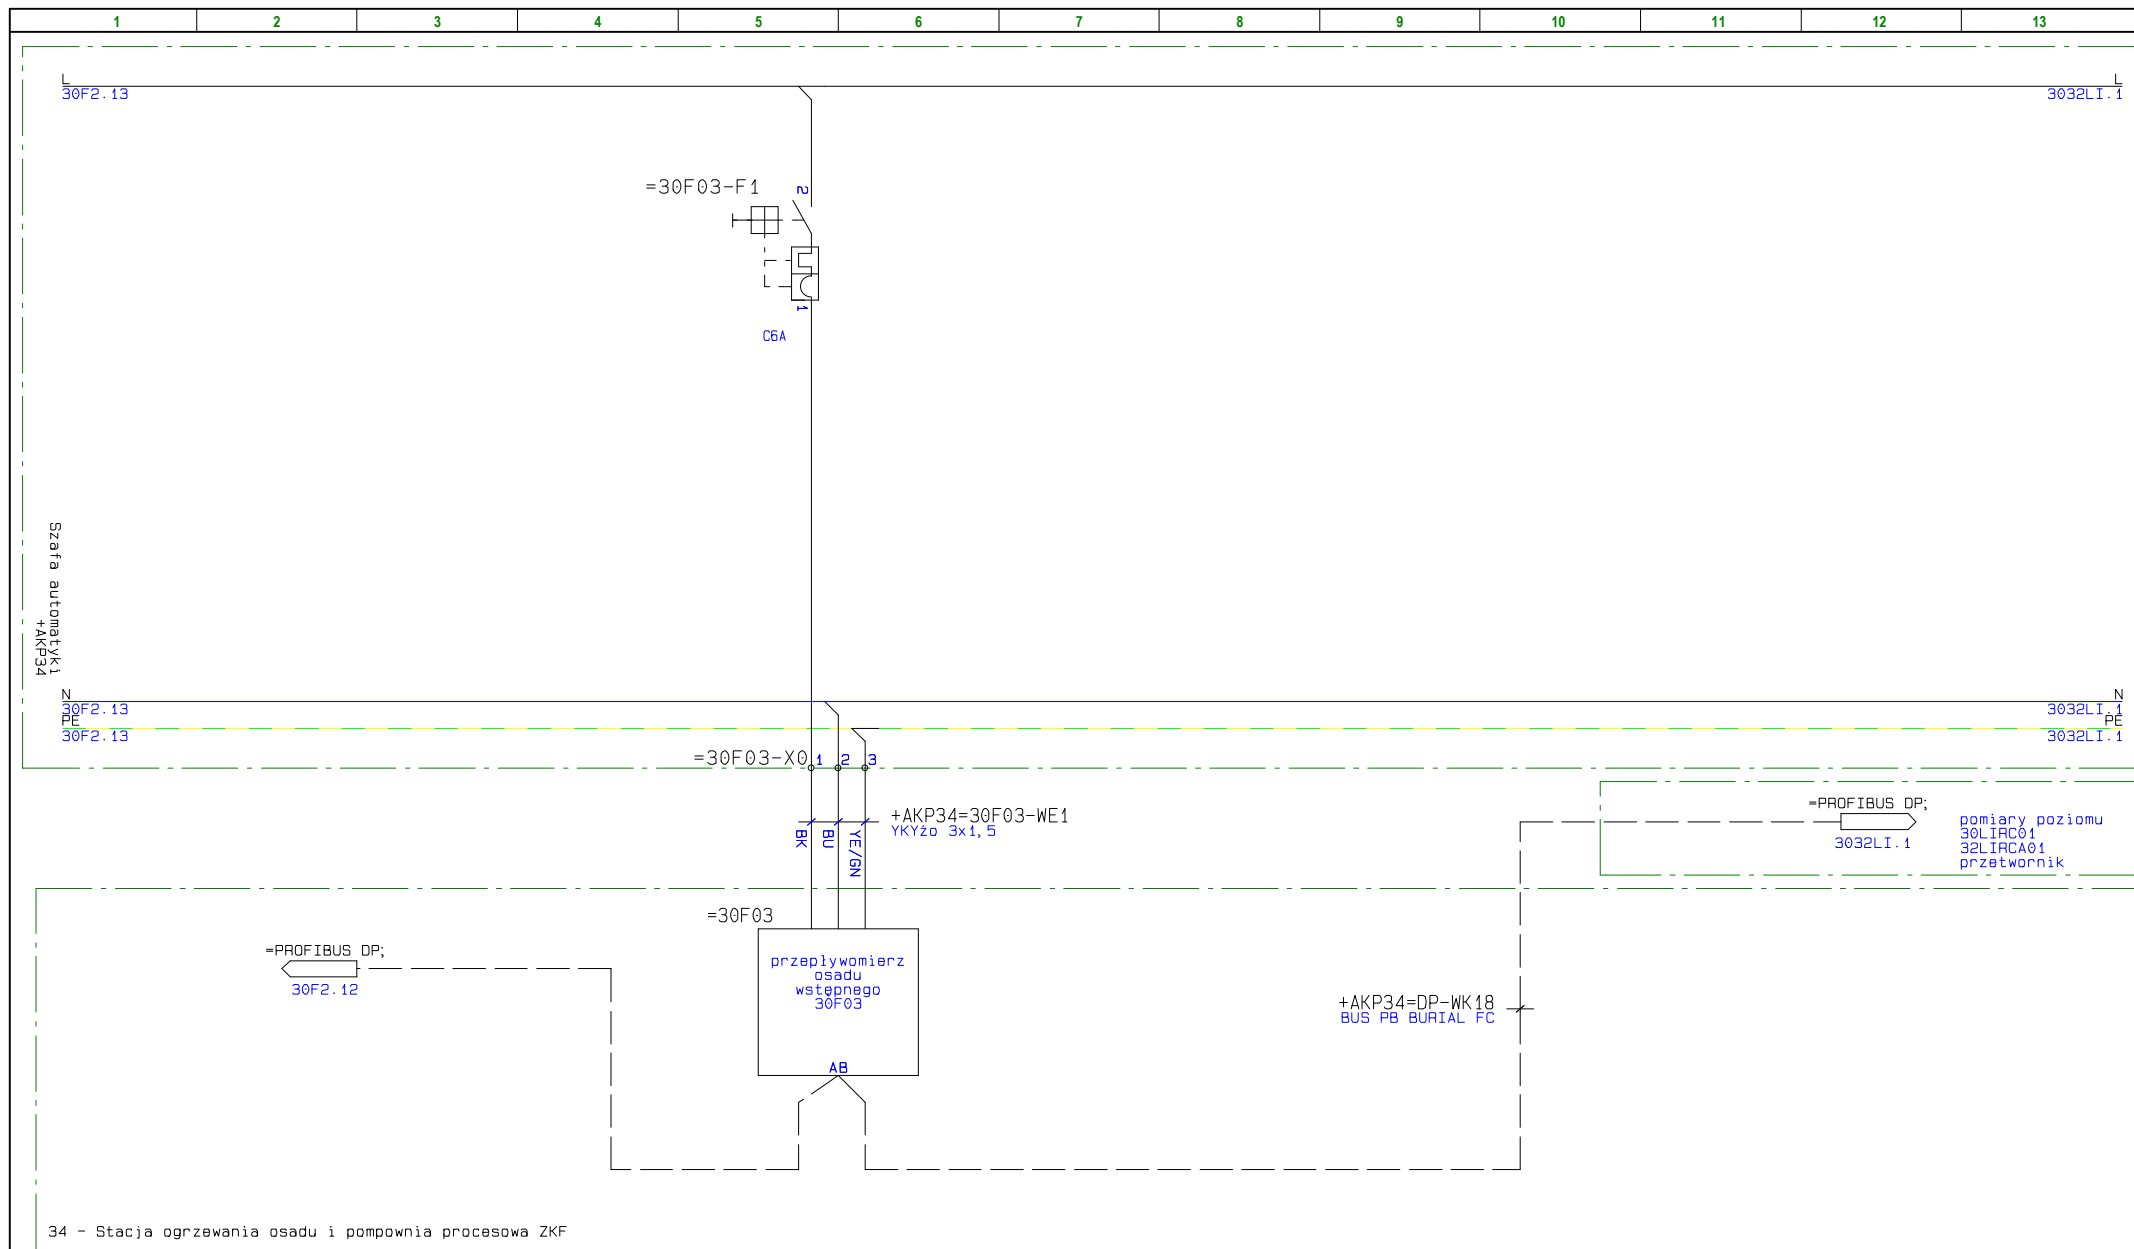 1 2 3 4 5 6 7 8 9 10 11 12 13
L
30F2.13
L
3032LI.1
=30F03-F1
2
1
C6A
Szafa automatyki
+AKP34
N
30F2.13
PE
30F2.13
N
3032LI.1
PE
3032LI.1
=30F03-X0
1
2
3
+AKP34=30F03-WE1
YKYżo 3x1,5
BK
BU
YE/GN
=PROFIBUS DP;
3032LI.1
pomiary poziomu
30LIRC01
32LIRCA01
przetwornik
=30F03
przepływomierz
osadu
wstępnego
30F03
AB
=PROFIBUS DP;
30F2.12
+AKP34=DP-WK18
BUS PB BURIAL FC
34 - Stacja ogrzewania osadu i pompownia procesowa ZKF